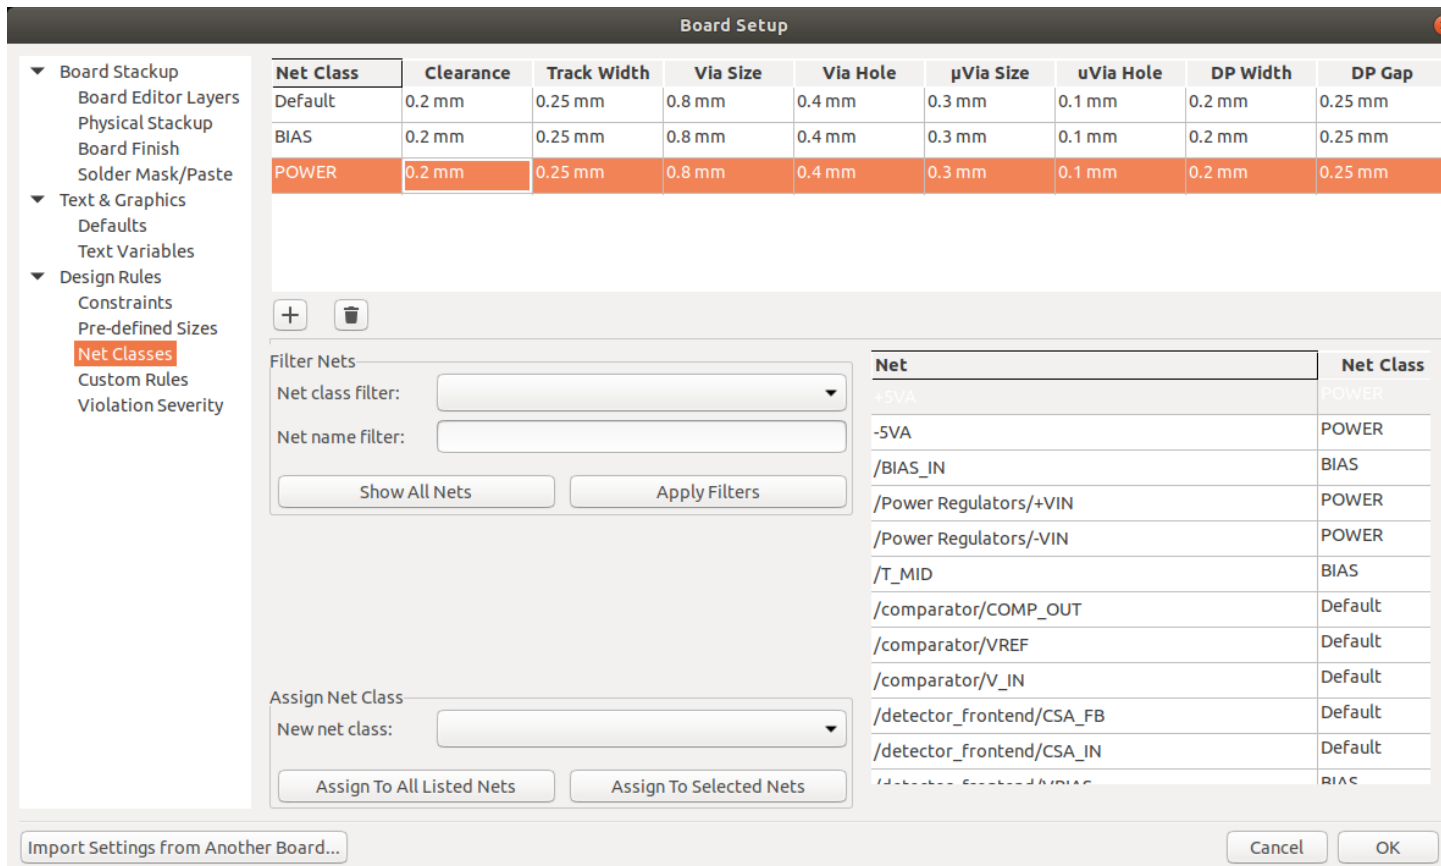 Board Setup
Board Stackup
Board Editor Layers
Physical Stackup
Board Finish
Solder Mask/Paste
Text & Graphics
Defaults
Text Variables
Design Rules
Constraints
Pre-defined Sizes
Net Classes
Custom Rules
Violation Severity
Net Class Clearance Track Width Via Size Via Hole µVia Size uVia Hole DP Width DP Gap
Default 0.2 mm 0.25 mm 0.8 mm 0.4 mm 0.3 mm 0.1 mm 0.2 mm 0.25 mm
BIAS 0.2 mm 0.25 mm 0.8 mm 0.4 mm 0.3 mm 0.1 mm 0.2 mm 0.25 mm
POWER 0.2 mm 0.25 mm 0.8 mm 0.4 mm 0.3 mm 0.1 mm 0.2 mm 0.25 mm
Filter Nets
Net class filter:
Net name filter:
Show All Nets Apply Filters
Assign Net Class
New net class:
Assign To All Listed Nets Assign To Selected Nets
Net Net Class
+5VA POWER
-5VA POWER
/BIAS_IN BIAS
/Power Regulators/+VIN POWER
/Power Regulators/-VIN POWER
/T_MID BIAS
/comparator/COMP_OUT Default
/comparator/VREF Default
/comparator/V_IN Default
/detector_frontend/CSA_FB Default
/detector_frontend/CSA_IN Default
/detector_frontend/VBIAS BIAS
Import Settings from Another Board... Cancel OK